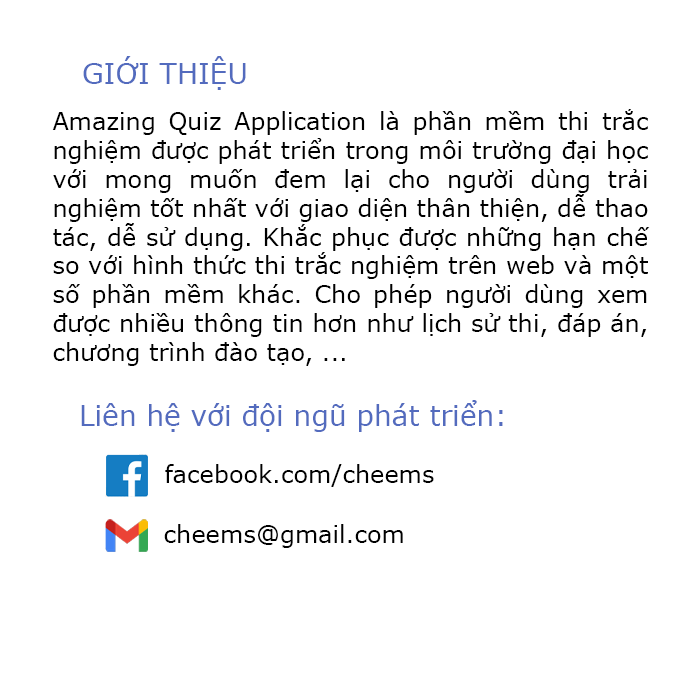 GIỚI THIỆU
Amazing Quiz Application là phần mềm thi trắc
nghiệm được phát triển trong môi trường đại học
với mong muốn đem lại cho người dùng trải
nghiệm tốt nhất với giao diện thân thiện, dễ thao
tác, dễ sử dụng. Khắc phục được những hạn chế
so với hình thức thi trắc nghiệm trên web và một
số phần mềm khác. Cho phép người dùng xem
được nhiều thông tin hơn như lịch sử thi, đáp án,
chương trình đào tạo, ...
Liên hệ với đội ngũ phát triển:
facebook.com/cheems
cheems@gmail.com